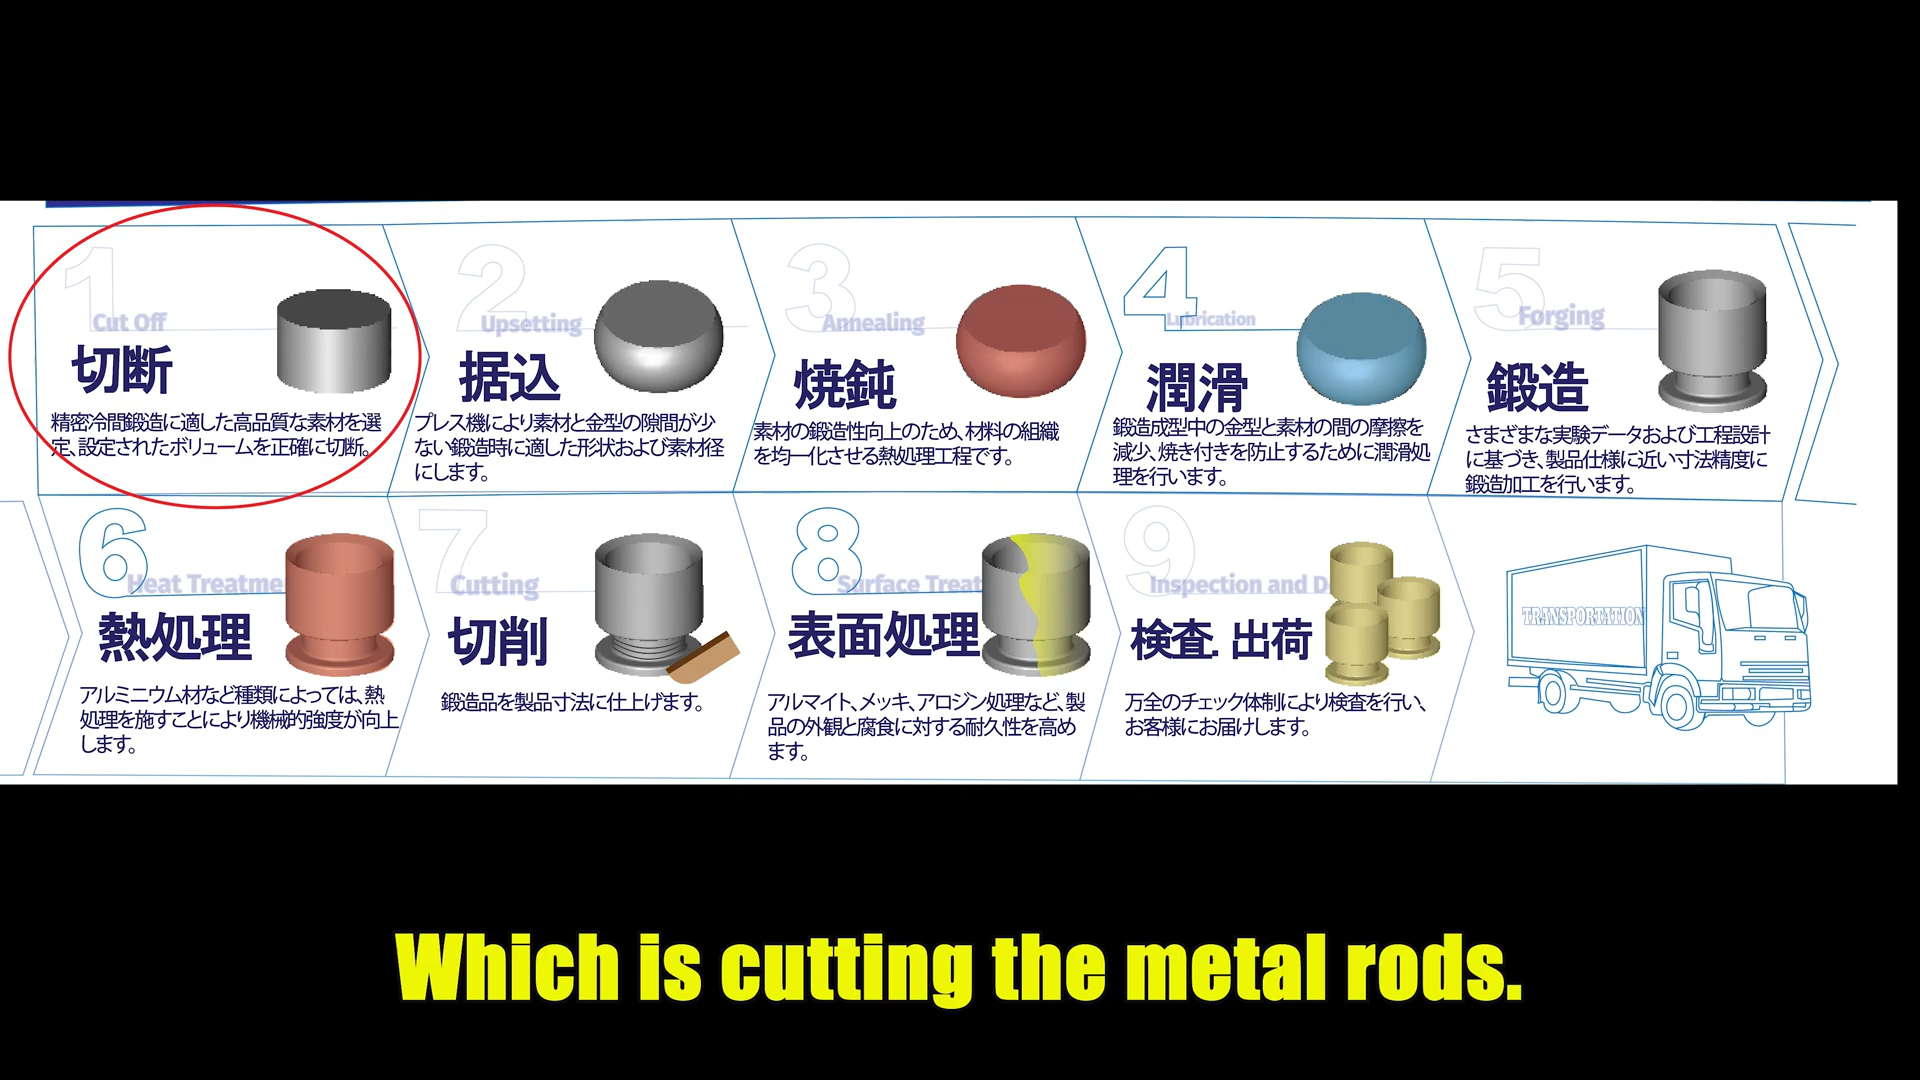 1
Cut Off
切断
精密冷間鍛造に適した高品質な素材を選
定、設定されたボリュームを正確に切断。
2
Upsetting
据込
プレス機により素材と金型の隙間が少
ない鍛造時に適した形状および素材径
にします。
3
Annealing
焼鈍
素材の鍛造性向上のため、材料の組織
を均一化させる熱処理工程です。
4
Lubrication
潤滑
鍛造成型中の金型と素材の間の摩擦を
減少、焼き付きを防止するために潤滑処
理を行います。
5
Forging
鍛造
さまざまな実験データおよび工程設計
に基づき、製品仕様に近い寸法精度に
鍛造加工を行います。
6
Heat Treatme
熱処理
アルミニウム材など種類によっては、熱
処理を施すことにより機械的強度が向上
します。
7
Cutting
切削
鍛造品を製品寸法に仕上げます。
8
Surface Treat
表面処理
アルマイト、メッキ、アロジン処理など、製
品の外観と腐食に対する耐久性を高め
ます。
9
Inspection and D
検査. 出荷
万全のチェック体制により検査を行い、
お客様にお届けします。
TRANSPORTATION
Which is cutting the metal rods.